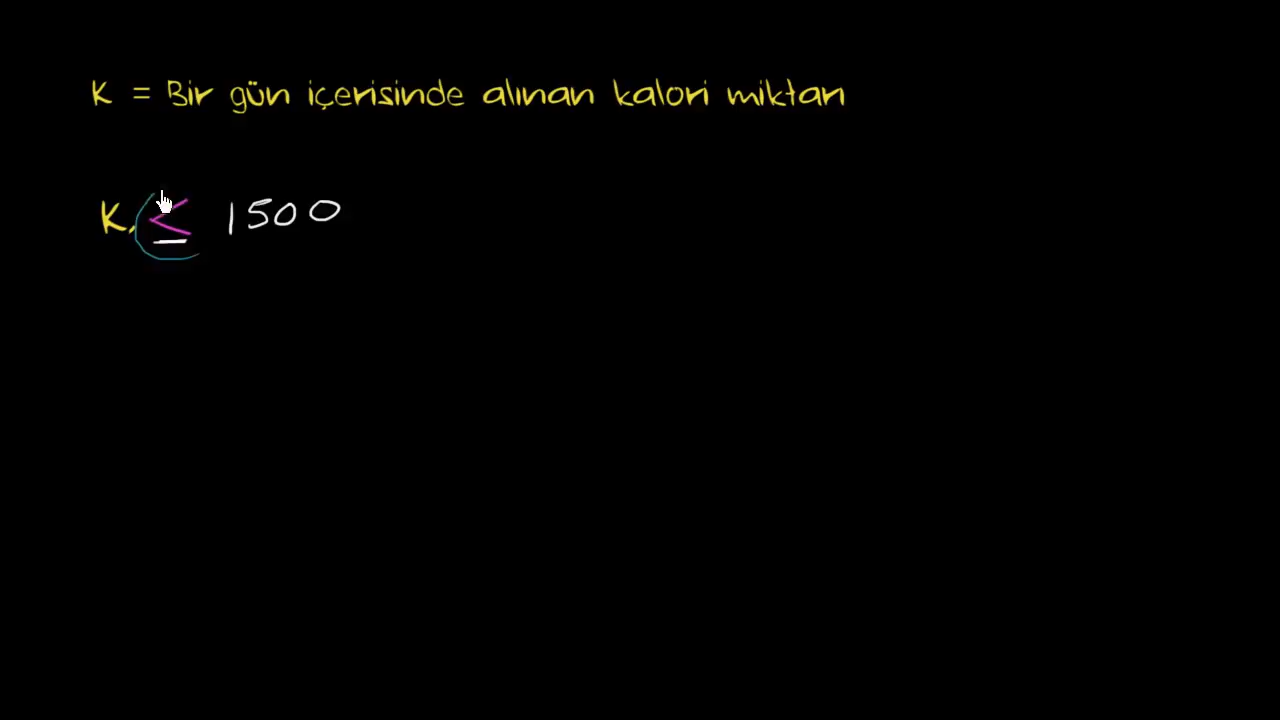 K = Bir gün içerisinde alınan kalori miktarı
K, ≤ 1500